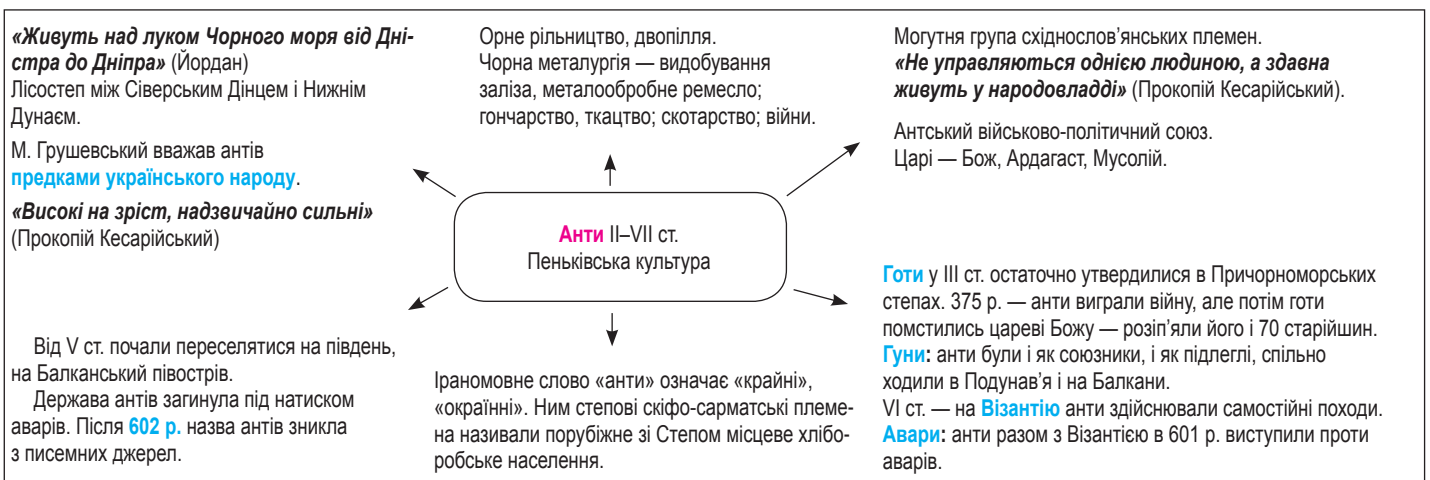 «Живуть над луком Чорного моря від Дні-
стра до Дніпра» (Йордан)
Лісостеп між Сіверським Дінцем і Нижнім
Дунаєм.
М. Грушевський вважав антів
предками українського народу.
«Високі на зріст, надзвичайно сильні»
(Прокопій Кесарійський)
Орне рільництво, двопілля.
Чорна металургія — видобування
заліза, металообробне ремесло;
гончарство, ткацтво; скотарство; війни.
Могутня група східнослов’янських племен.
«Не управляються однією людиною, а здавна
живуть у народовладді» (Прокопій Кесарійський).
Антський військово-політичний союз.
Царі — Бож, Ардагаст, Мусолій.
Анти II–VII ст.
Пеньківська культура
Від V ст. почали переселятися на південь,
на Балканський півострів.
Держава антів загинула під натиском
аварів. Після 602 р. назва антів зникла
з писемних джерел.
Іраномовне слово «анти» означає «крайні»,
«окраїнні». Ним степові скіфо-сарматські племе-
на називали порубіжне зі Степом місцеве хлібо-
робське населення.
Готи у III ст. остаточно утвердилися в Причорноморських
степах. 375 р. — анти виграли війну, але потім готи
помстились цареві Божу — розіп’яли його і 70 старійшин.
Гуни: анти були і як союзники, і як підлеглі, спільно
ходили в Подунав’я і на Балкани.
VI ст. — на Візантію анти здійснювали самостійні походи.
Авари: анти разом з Візантією в 601 р. виступили проти
аварів.